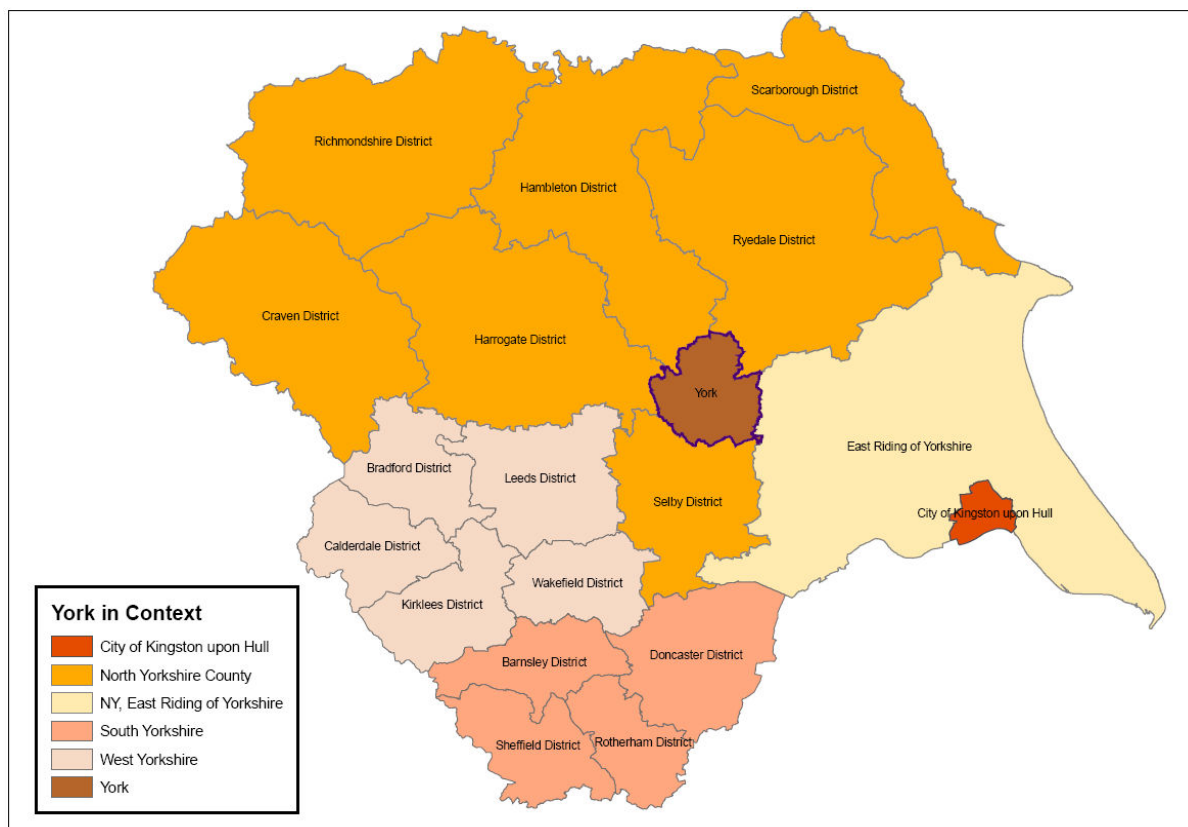 Scarborough District
Richmondshire District
Hambleton District
Ryedale District
Craven District
Harrogate District
York
East Riding of Yorkshire
Bradford District
Leeds District
Selby District
City of Kingston upon Hull
Calderdale District
Wakefield District
Kirklees District
Doncaster District
Barnsley District
Sheffield District
Rotherham District
York in Context
City of Kingston upon Hull
North Yorkshire County
NY, East Riding of Yorkshire
South Yorkshire
West Yorkshire
York